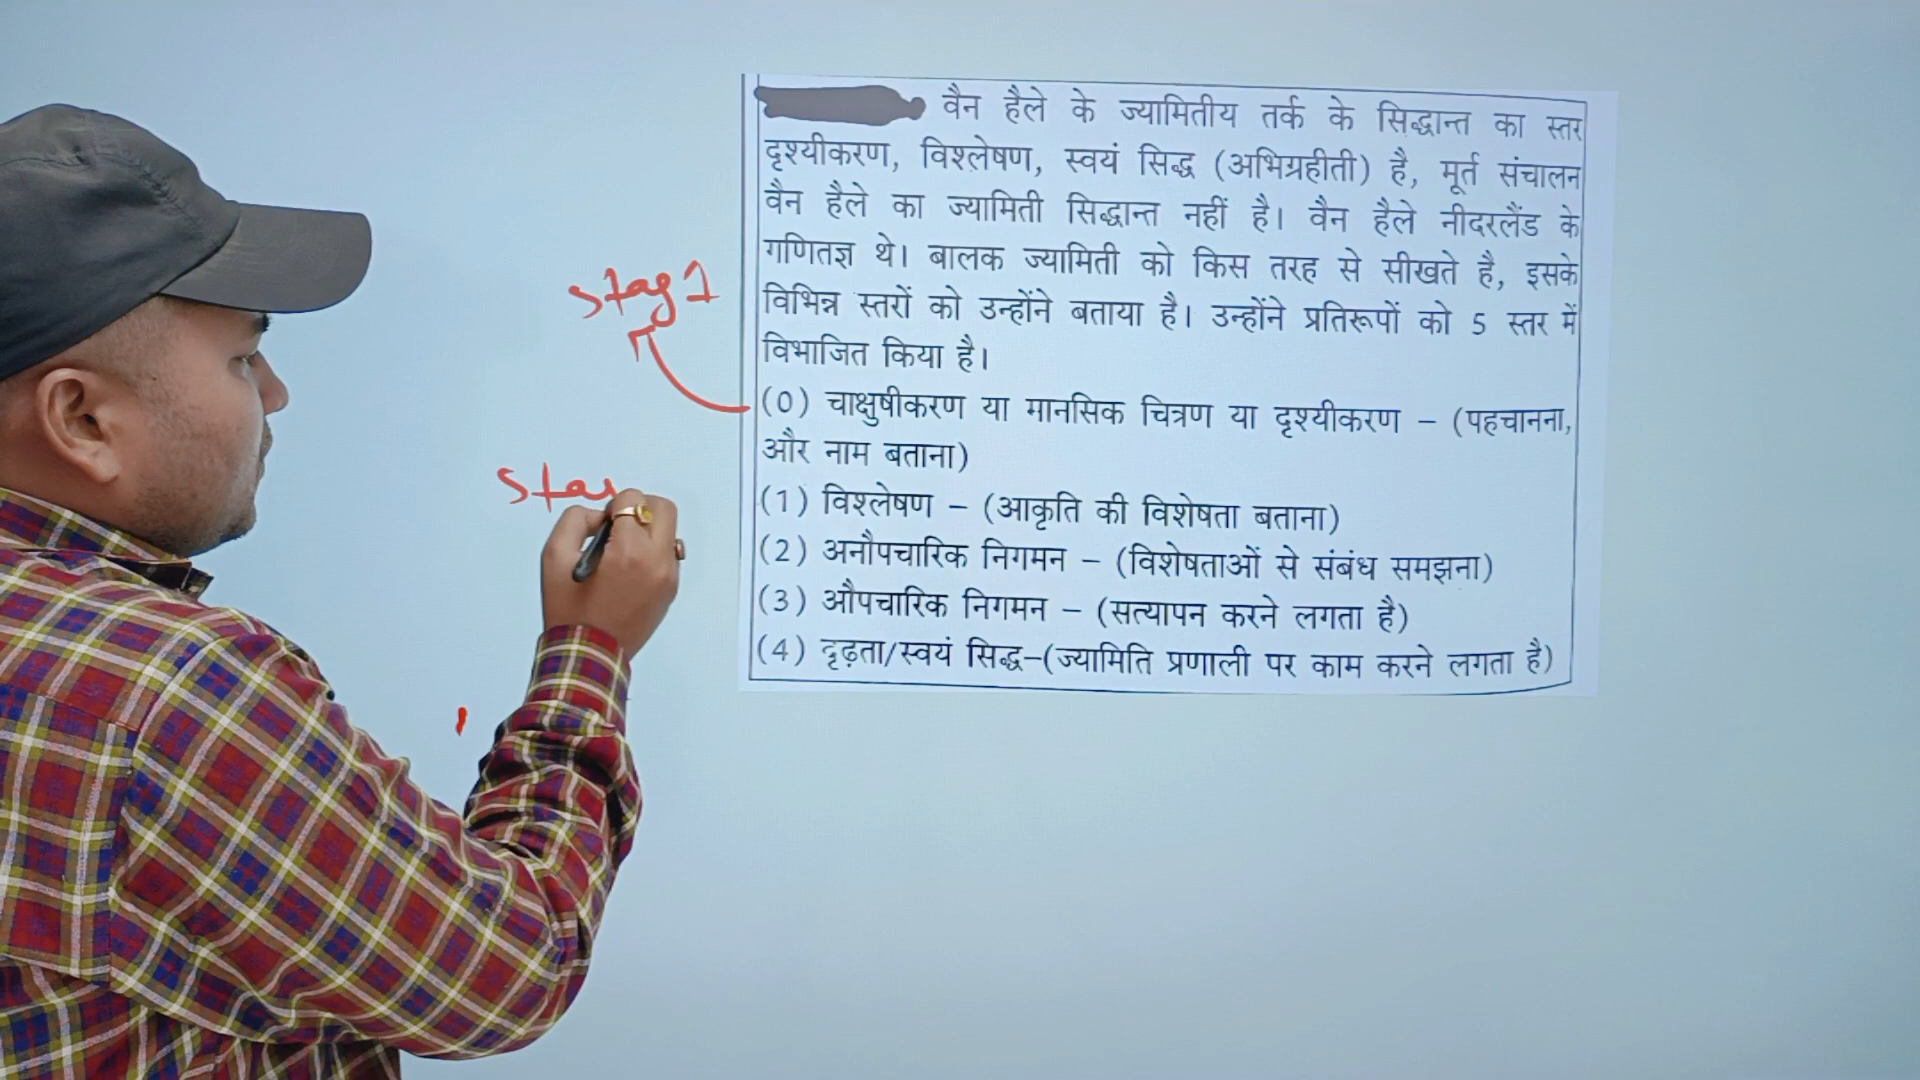 वैन हैले के ज्यामितीय तर्क के सिद्धान्त का स्तर
दृश्यीकरण, विश्लेषण, स्वयं सिद्ध (अभिग्रहीती) है, मूर्त संचालन
वैन हैले का ज्यामिती सिद्धान्त नहीं है। वैन हैले नीदरलैंड के
गणितज्ञ थे। बालक ज्यामिती को किस तरह से सीखते है, इसके
विभिन्न स्तरों को उन्होंने बताया है। उन्होंने प्रतिरूपों को 5 स्तर में
विभाजित किया है।
(0) चाक्षुषीकरण या मानसिक चित्रण या दृश्यीकरण – (पहचानना,
और नाम बताना)
(1) विश्लेषण – (आकृति की विशेषता बताना)
(2) अनौपचारिक निगमन – (विशेषताओं से संबंध समझना)
(3) औपचारिक निगमन – (सत्यापन करने लगता है)
(4) दृढ़ता/स्वयं सिद्ध–(ज्यामिति प्रणाली पर काम करने लगता है)
stag 1